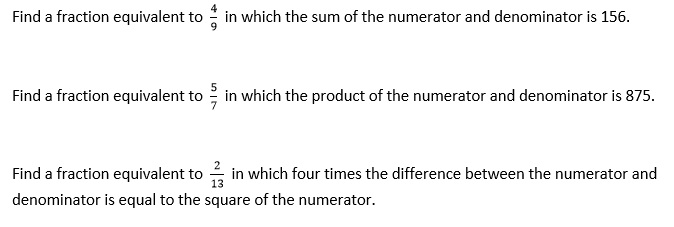 Find a fraction equivalent to 4/9 in which the sum of the numerator and denominator is 156.
Find a fraction equivalent to 5/7 in which the product of the numerator and denominator is 875.
Find a fraction equivalent to 2/13 in which four times the difference between the numerator and
denominator is equal to the square of the numerator.